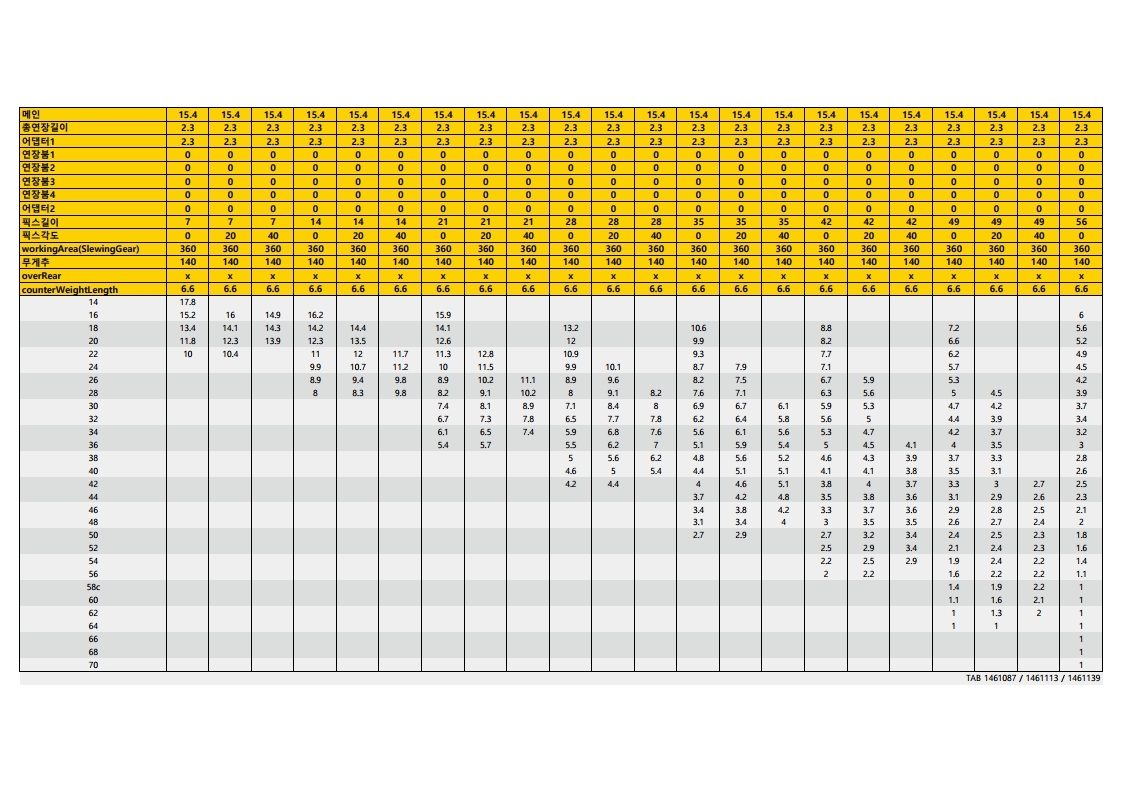 메인 15.4 15.4 15.4 15.4 15.4 15.4 15.4 15.4 15.4 15.4 15.4 15.4 15.4 15.4 15.4 15.4 15.4 15.4 15.4 15.4 15.4 15.4
총연장길이 2.3 2.3 2.3 2.3 2.3 2.3 2.3 2.3 2.3 2.3 2.3 2.3 2.3 2.3 2.3 2.3 2.3 2.3 2.3 2.3 2.3 2.3
어댑터1 2.3 2.3 2.3 2.3 2.3 2.3 2.3 2.3 2.3 2.3 2.3 2.3 2.3 2.3 2.3 2.3 2.3 2.3 2.3 2.3 2.3 2.3
연장붐1 0 0 0 0 0 0 0 0 0 0 0 0 0 0 0 0 0 0 0 0 0 0
연장붐2 0 0 0 0 0 0 0 0 0 0 0 0 0 0 0 0 0 0 0 0 0 0
연장붐3 0 0 0 0 0 0 0 0 0 0 0 0 0 0 0 0 0 0 0 0 0 0
연장붐4 0 0 0 0 0 0 0 0 0 0 0 0 0 0 0 0 0 0 0 0 0 0
어댑터2 0 0 0 0 0 0 0 0 0 0 0 0 0 0 0 0 0 0 0 0 0 0
픽스길이 7 7 7 14 14 14 21 21 21 28 28 28 35 35 35 42 42 42 49 49 49 56
픽스각도 0 20 40 0 20 40 0 20 40 0 20 40 0 20 40 0 20 40 0 20 40 0
workingArea(SlewingGear) 360 360 360 360 360 360 360 360 360 360 360 360 360 360 360 360 360 360 360 360 360 360
무게추 140 140 140 140 140 140 140 140 140 140 140 140 140 140 140 140 140 140 140 140 140 140
overRear x x x x x x x x x x x x x x x x x x x x x x
counterWeightLength 6.6 6.6 6.6 6.6 6.6 6.6 6.6 6.6 6.6 6.6 6.6 6.6 6.6 6.6 6.6 6.6 6.6 6.6 6.6 6.6 6.6 6.6
14 17.8
16 15.2 16 14.9 16.2 15.9 6
18 13.4 14.1 14.3 14.2 14.4 14.1 13.2 10.6 8.8 7.2 5.6
20 11.8 12.3 13.9 12.3 13.5 12.6 12 9.9 8.2 6.6 5.2
22 10 10.4 11 12 11.7 11.3 12.8 10.9 9.3 7.7 6.2 4.9
24 9.9 10.7 11.2 10 11.5 9.9 10.1 8.7 7.9 7.1 5.7 4.5
26 8.9 9.4 9.8 8.9 10.2 11.1 8.9 9.6 8.2 7.5 6.7 5.9 5.3 4.2
28 8 8.3 9.8 8.2 9.1 10.2 8 9.1 8.2 7.6 7.1 6.3 5.6 5 4.5 3.9
30 7.4 8.1 8.9 7.1 8.4 8 6.9 6.7 6.1 5.9 5.3 4.7 4.2 3.7
32 6.7 7.3 7.8 6.5 7.7 7.8 6.2 6.4 5.8 5.6 5 4.4 3.9 3.4
34 6.1 6.5 7.4 5.9 6.8 7.6 5.6 6.1 5.6 5.3 4.7 4.2 3.7 3.2
36 5.4 5.7 5.5 6.2 7 5.1 5.9 5.4 5 4.5 4.1 4 3.5 3
38 5 5.6 6.2 4.8 5.6 5.2 4.6 4.3 3.9 3.7 3.3 2.8
40 4.6 5 5.4 4.4 5.1 5.1 4.1 4.1 3.8 3.5 3.1 2.6
42 4.2 4.4 4 4.6 5.1 3.8 4 3.7 3.3 3 2.7 2.5
44 3.7 4.2 4.8 3.5 3.8 3.6 3.1 2.9 2.6 2.3
46 3.4 3.8 4.2 3.3 3.7 3.6 2.9 2.8 2.5 2.1
48 3.1 3.4 4 3 3.5 3.5 2.6 2.7 2.4 2
50 2.7 2.9 2.7 3.2 3.4 2.4 2.5 2.3 1.8
52 2.5 2.9 3.4 2.1 2.4 2.3 1.6
54 2.2 2.5 2.9 1.9 2.4 2.2 1.4
56 2 2.2 1.6 2.2 2.2 1.1
58c 1.4 1.9 2.2 1
60 1.1 1.6 2.1 1
62 1 1.3 2 1
64 1 1 1
66 1
68 1
70 1
TAB 1461087 / 1461113 / 1461139